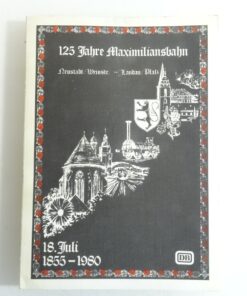 125 Jahre Maximiliansbahn
Neustadt/Weinstr. – Landau/Pfalz
18. Juli
1855 – 1980
DB